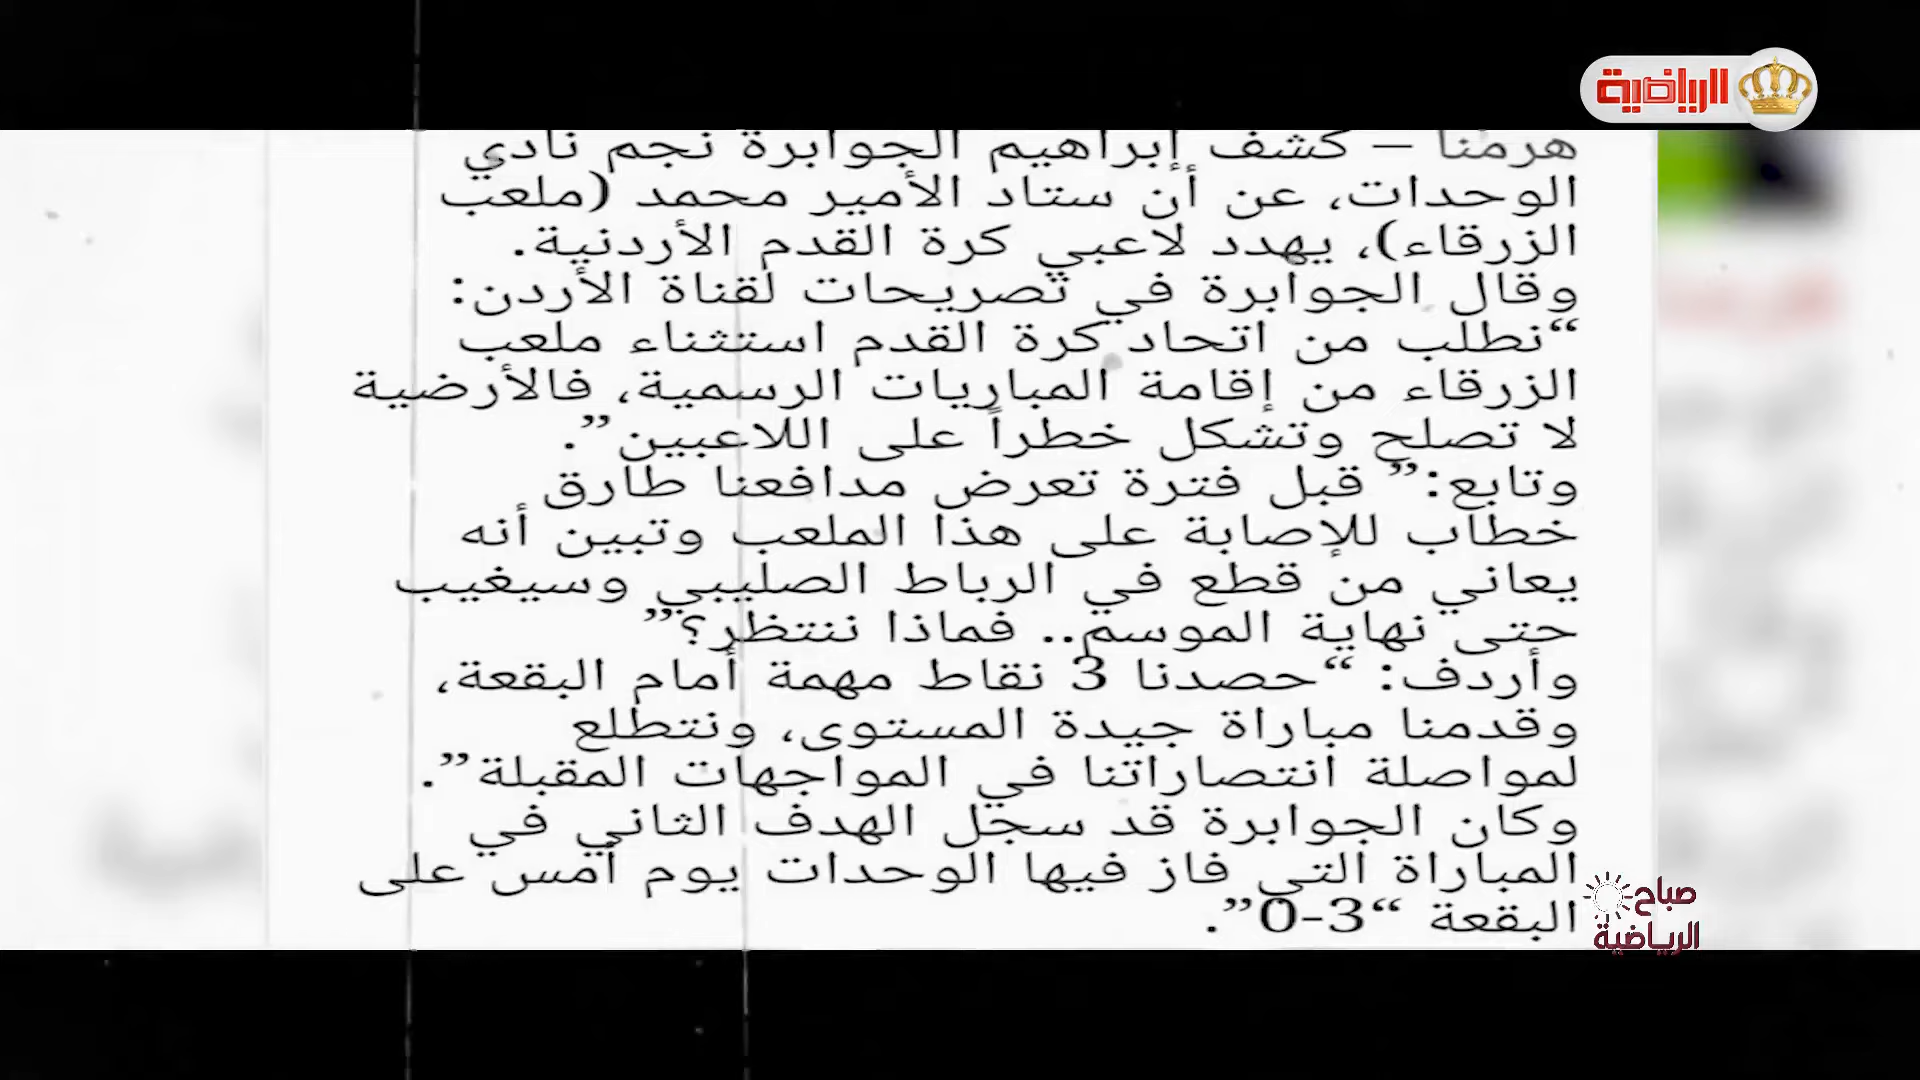 الرياضية
هرمنا – كشف إبراهيم الجوابرة نجم نادي
الوحدات، عن أن ستاد الأمير محمد (ملعب
الزرقاء)، يهدد لاعبي كرة القدم الأردنية.
وقال الجوابرة في تصريحات لقناة الأردن:
“نطلب من اتحاد كرة القدم استثناء ملعب
الزرقاء من إقامة المباريات الرسمية، فالأرضية
لا تصلح وتشكل خطراً على اللاعبين”.
وتابع:” قبل فترة تعرض مدافعنا طارق
خطاب للإصابة على هذا الملعب وتبين أنه
يعاني من قطع في الرباط الصليبي وسيغيب
حتى نهاية الموسم.. فماذا ننتظر؟”
وأردف: “حصدنا 3 نقاط مهمة أمام البقعة،
وقدمنا مباراة جيدة المستوى، ونتطلع
لمواصلة انتصاراتنا في المواجهات المقبلة”.
وكان الجوابرة قد سجل الهدف الثاني في
المباراة التي فاز فيها الوحدات يوم أمس على
البقعة “3-0”.
صباح
الرياضية